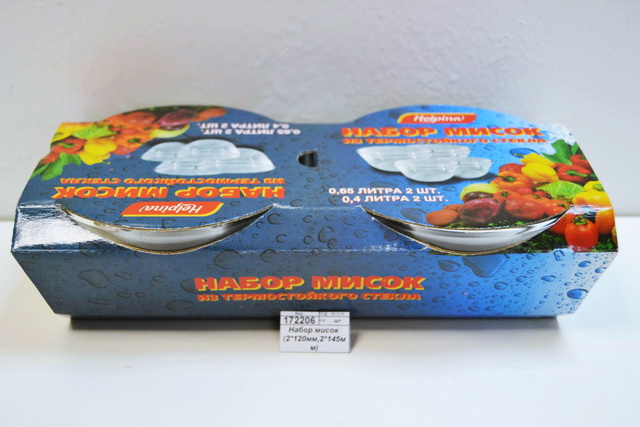 Helpina
НАБОР МИСОК
ИЗ ТЕРМОСТОЙКОГО СТЕКЛА
0,65 ЛИТРА 2 ШТ.
0,4 ЛИТРА 2 ШТ.
Helpina
НАБОР МИСОК
ИЗ ТЕРМОСТОЙКОГО СТЕКЛА
0,65 ЛИТРА 2 ШТ.
0,4 ЛИТРА 2 ШТ.
НАБОР МИСОК
ИЗ ТЕРМОСТОЙКОГО СТЕКЛА
172206
Набор мисок
(2*120мм,2*145м
м)